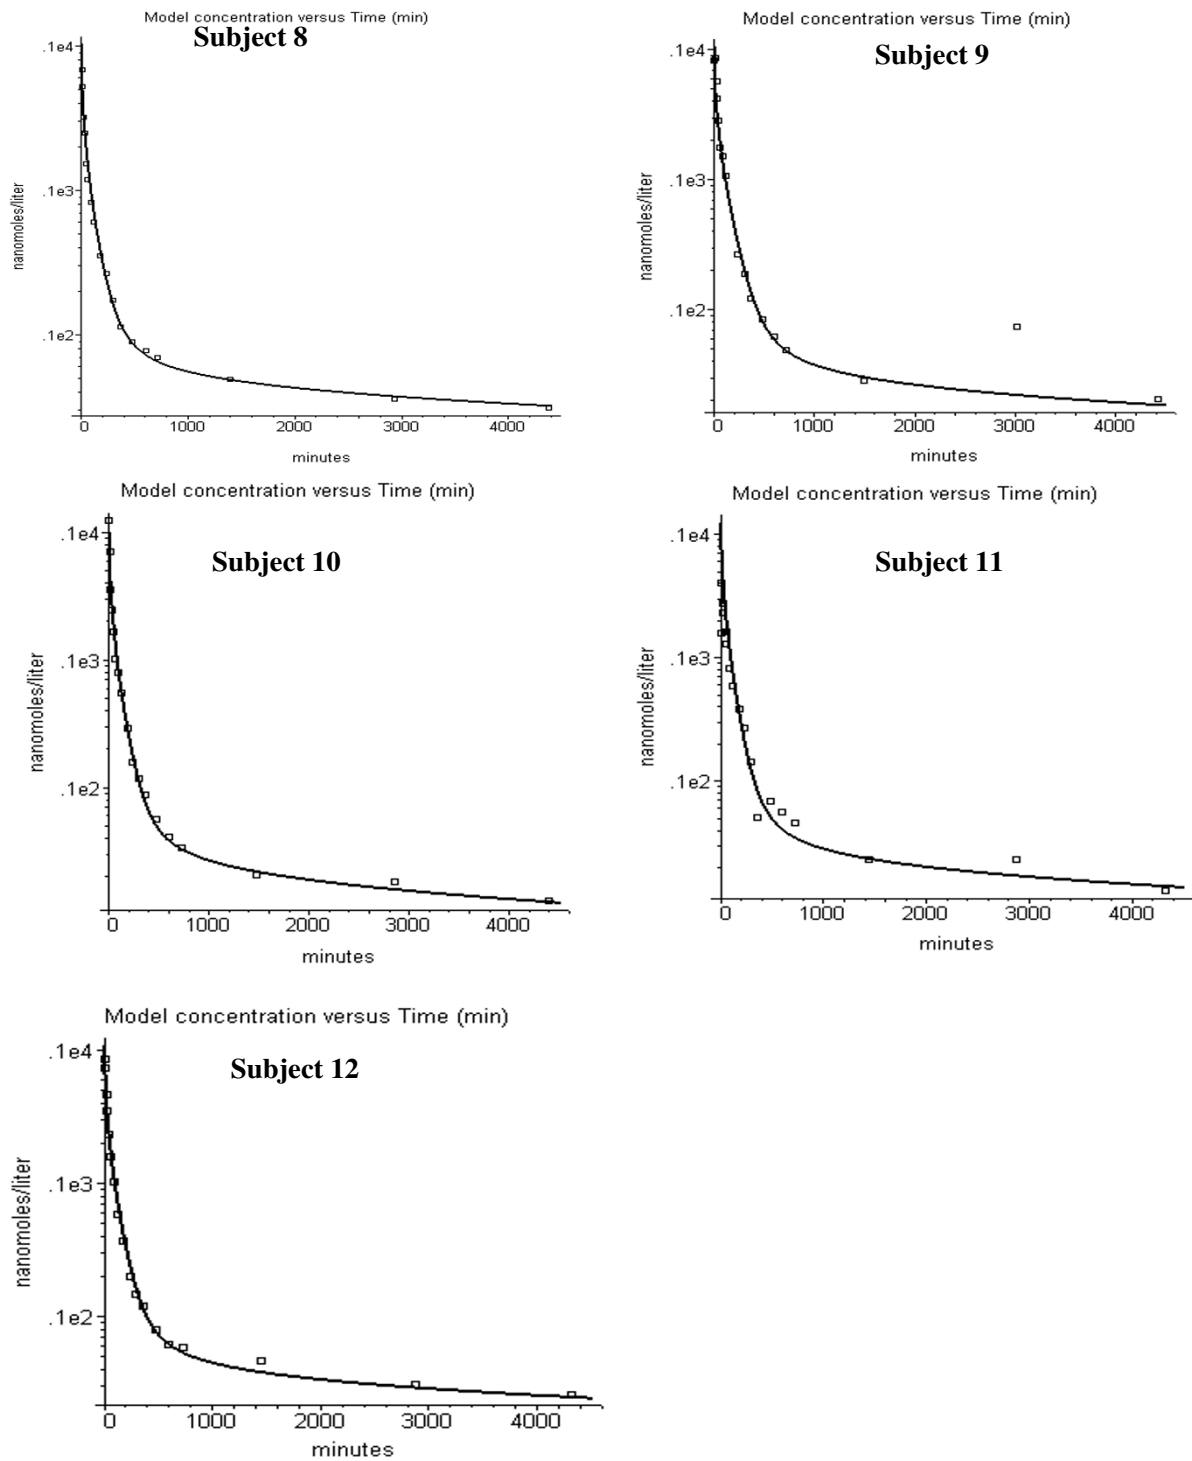 Model concentration versus Time (min)
Subject 8
.1e4
.1e3
.1e2
nanomoles/liter
0 1000 2000 3000 4000
minutes
Model concentration versus Time (min)
Subject 9
.1e4
.1e3
.1e2
nanomoles/liter
0 1000 2000 3000 4000
minutes
Model concentration versus Time (min)
Subject 10
.1e4
.1e3
.1e2
nanomoles/liter
0 1000 2000 3000 4000
minutes
Model concentration versus Time (min)
Subject 11
.1e4
.1e3
.1e2
nanomoles/liter
0 1000 2000 3000 4000
minutes
Model concentration versus Time (min)
Subject 12
.1e4
.1e3
.1e2
nanomoles/liter
0 1000 2000 3000 4000
minutes